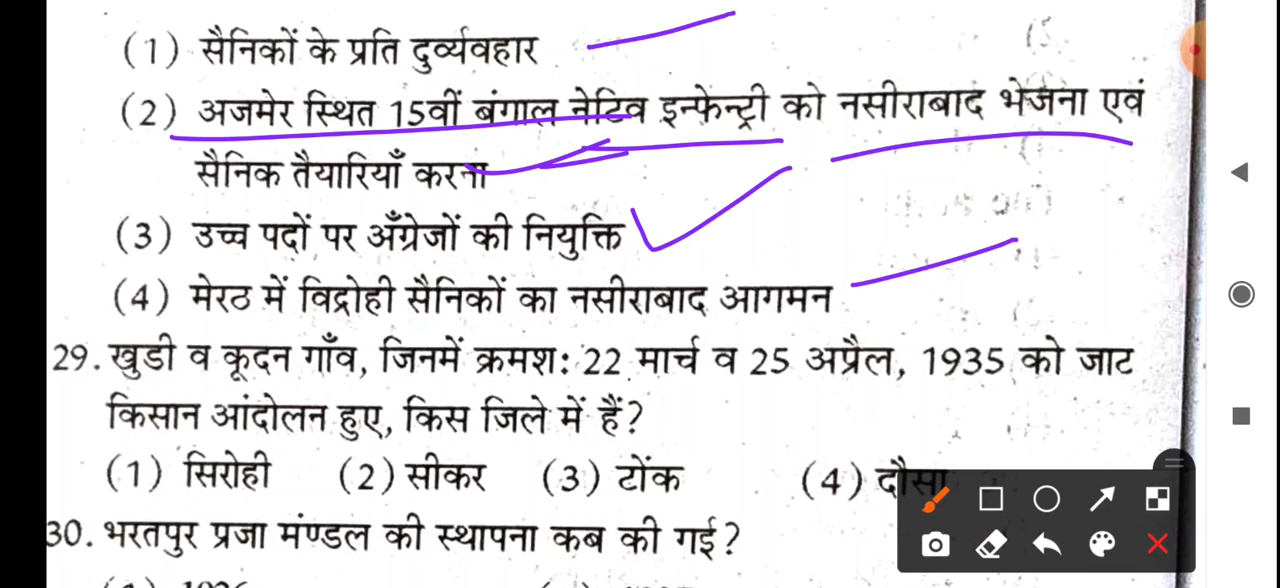 (1) सैनिकों के प्रति दुर्व्यवहार
(2) अजमेर स्थित 15वीं बंगाल नेटिव इन्फेन्ट्री को नसीराबाद भेजना एवं
सैनिक तैयारियाँ करना
(3) उच्च पदों पर अँग्रेजों की नियुक्ति
(4) मेरठ में विद्रोही सैनिकों का नसीराबाद आगमन
29. खुडी व कूदन गाँव, जिनमें क्रमशः 22 मार्च व 25 अप्रैल, 1935 को जाट
किसान आंदोलन हुए, किस जिले में हैं?
(1) सिरोही (2) सीकर (3) टोंक (4) दौसा
30. भरतपुर प्रजा मंण्डल की स्थापना कब की गई?